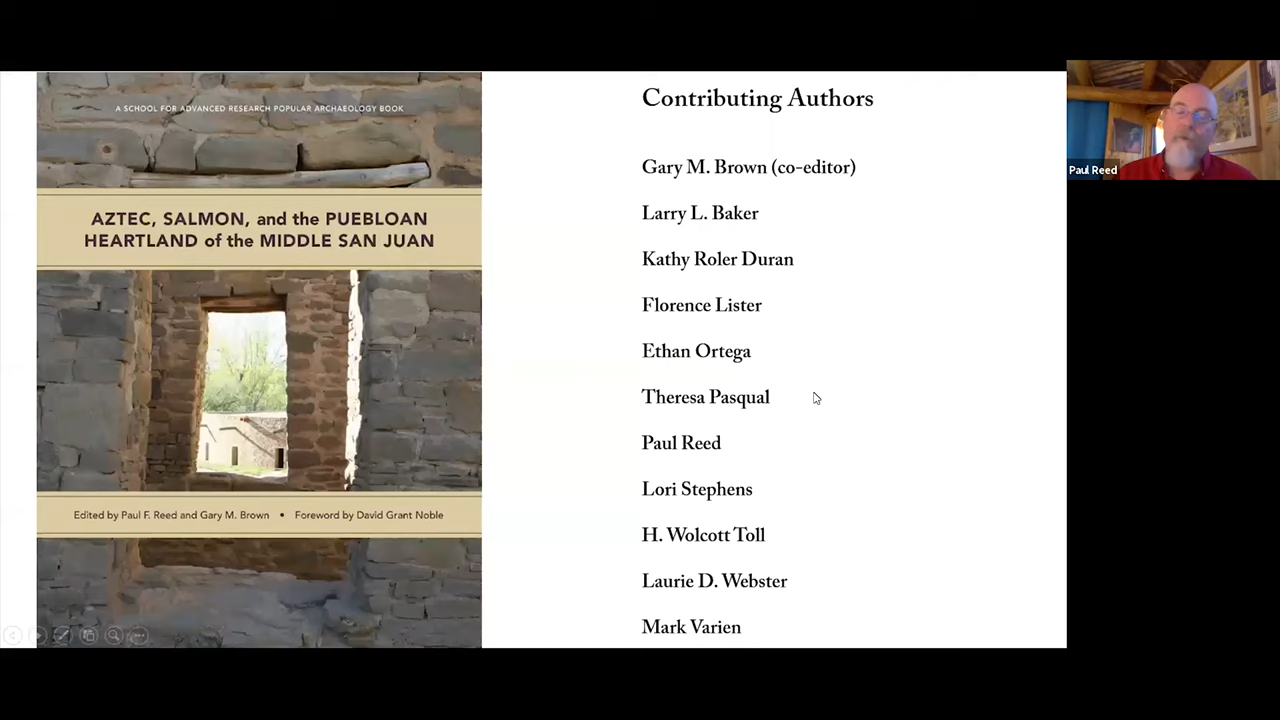 A SCHOOL FOR ADVANCED RESEARCH POPULAR ARCHAEOLOGY BOOK
AZTEC, SALMON, and the PUEBLOAN
HEARTLAND of the MIDDLE SAN JUAN
Edited by Paul F. Reed and Gary M. Brown • Foreword by David Grant Noble
Contributing Authors
Gary M. Brown (co-editor)
Larry L. Baker
Kathy Roler Duran
Florence Lister
Ethan Ortega
Theresa Pasqual
Paul Reed
Lori Stephens
H. Wolcott Toll
Laurie D. Webster
Mark Varien
Paul Reed